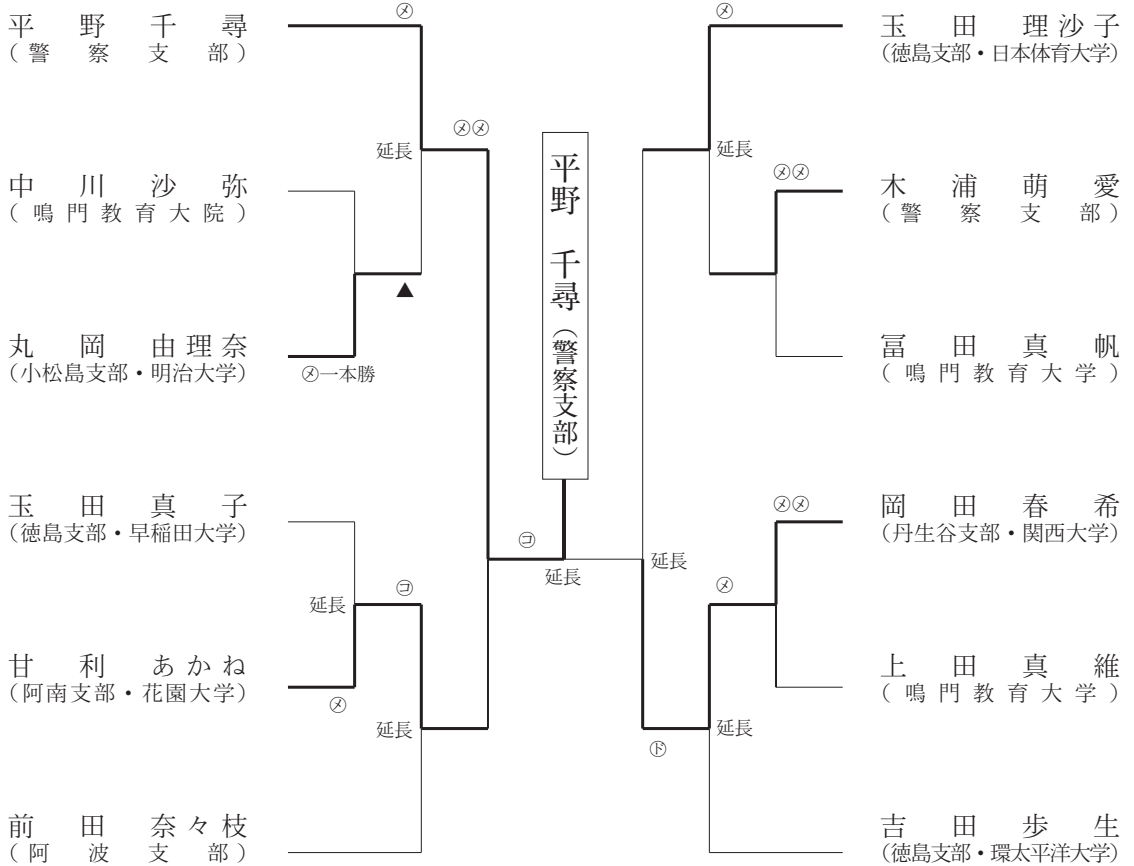 平野千尋
(警察支部)
㋱
延長
㋱㋱
中川沙弥
(鳴門教育大院)
▲
丸岡由理奈
(小松島支部・明治大学)
㋱一本勝
玉田真子
(徳島支部・早稲田大学)
延長
㋙
甘利あかね
(阿南支部・花園大学)
㋱
延長
前田奈々枝
(阿波支部)
平野 千尋(警察支部)
㋙
延長
玉田理沙子
(徳島支部・日本体育大学)
㋱
延長
㋱㋱
木浦萌愛
(警察支部)
冨田真帆
(鳴門教育大学)
㋱㋱
岡田春希
(丹生谷支部・関西大学)
延長
㋱
上田真維
(鳴門教育大学)
延長
㋣゙
吉田歩生
(徳島支部・環太平洋大学)